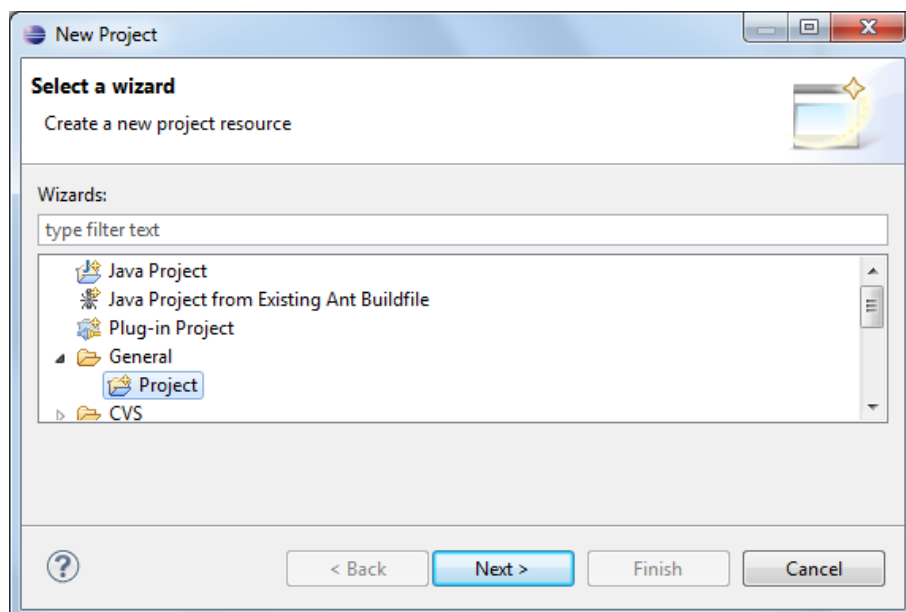 New Project
Select a wizard
Create a new project resource
Wizards:
type filter text
Java Project
Java Project from Existing Ant Buildfile
Plug-in Project
General
Project
CVS
< Back Next > Finish Cancel